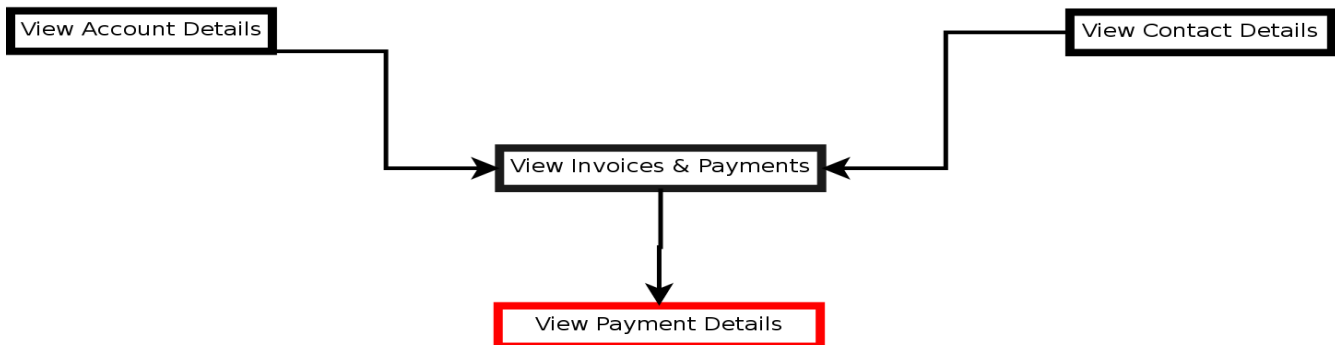 View Account Details
View Contact Details
View Invoices & Payments
View Payment Details